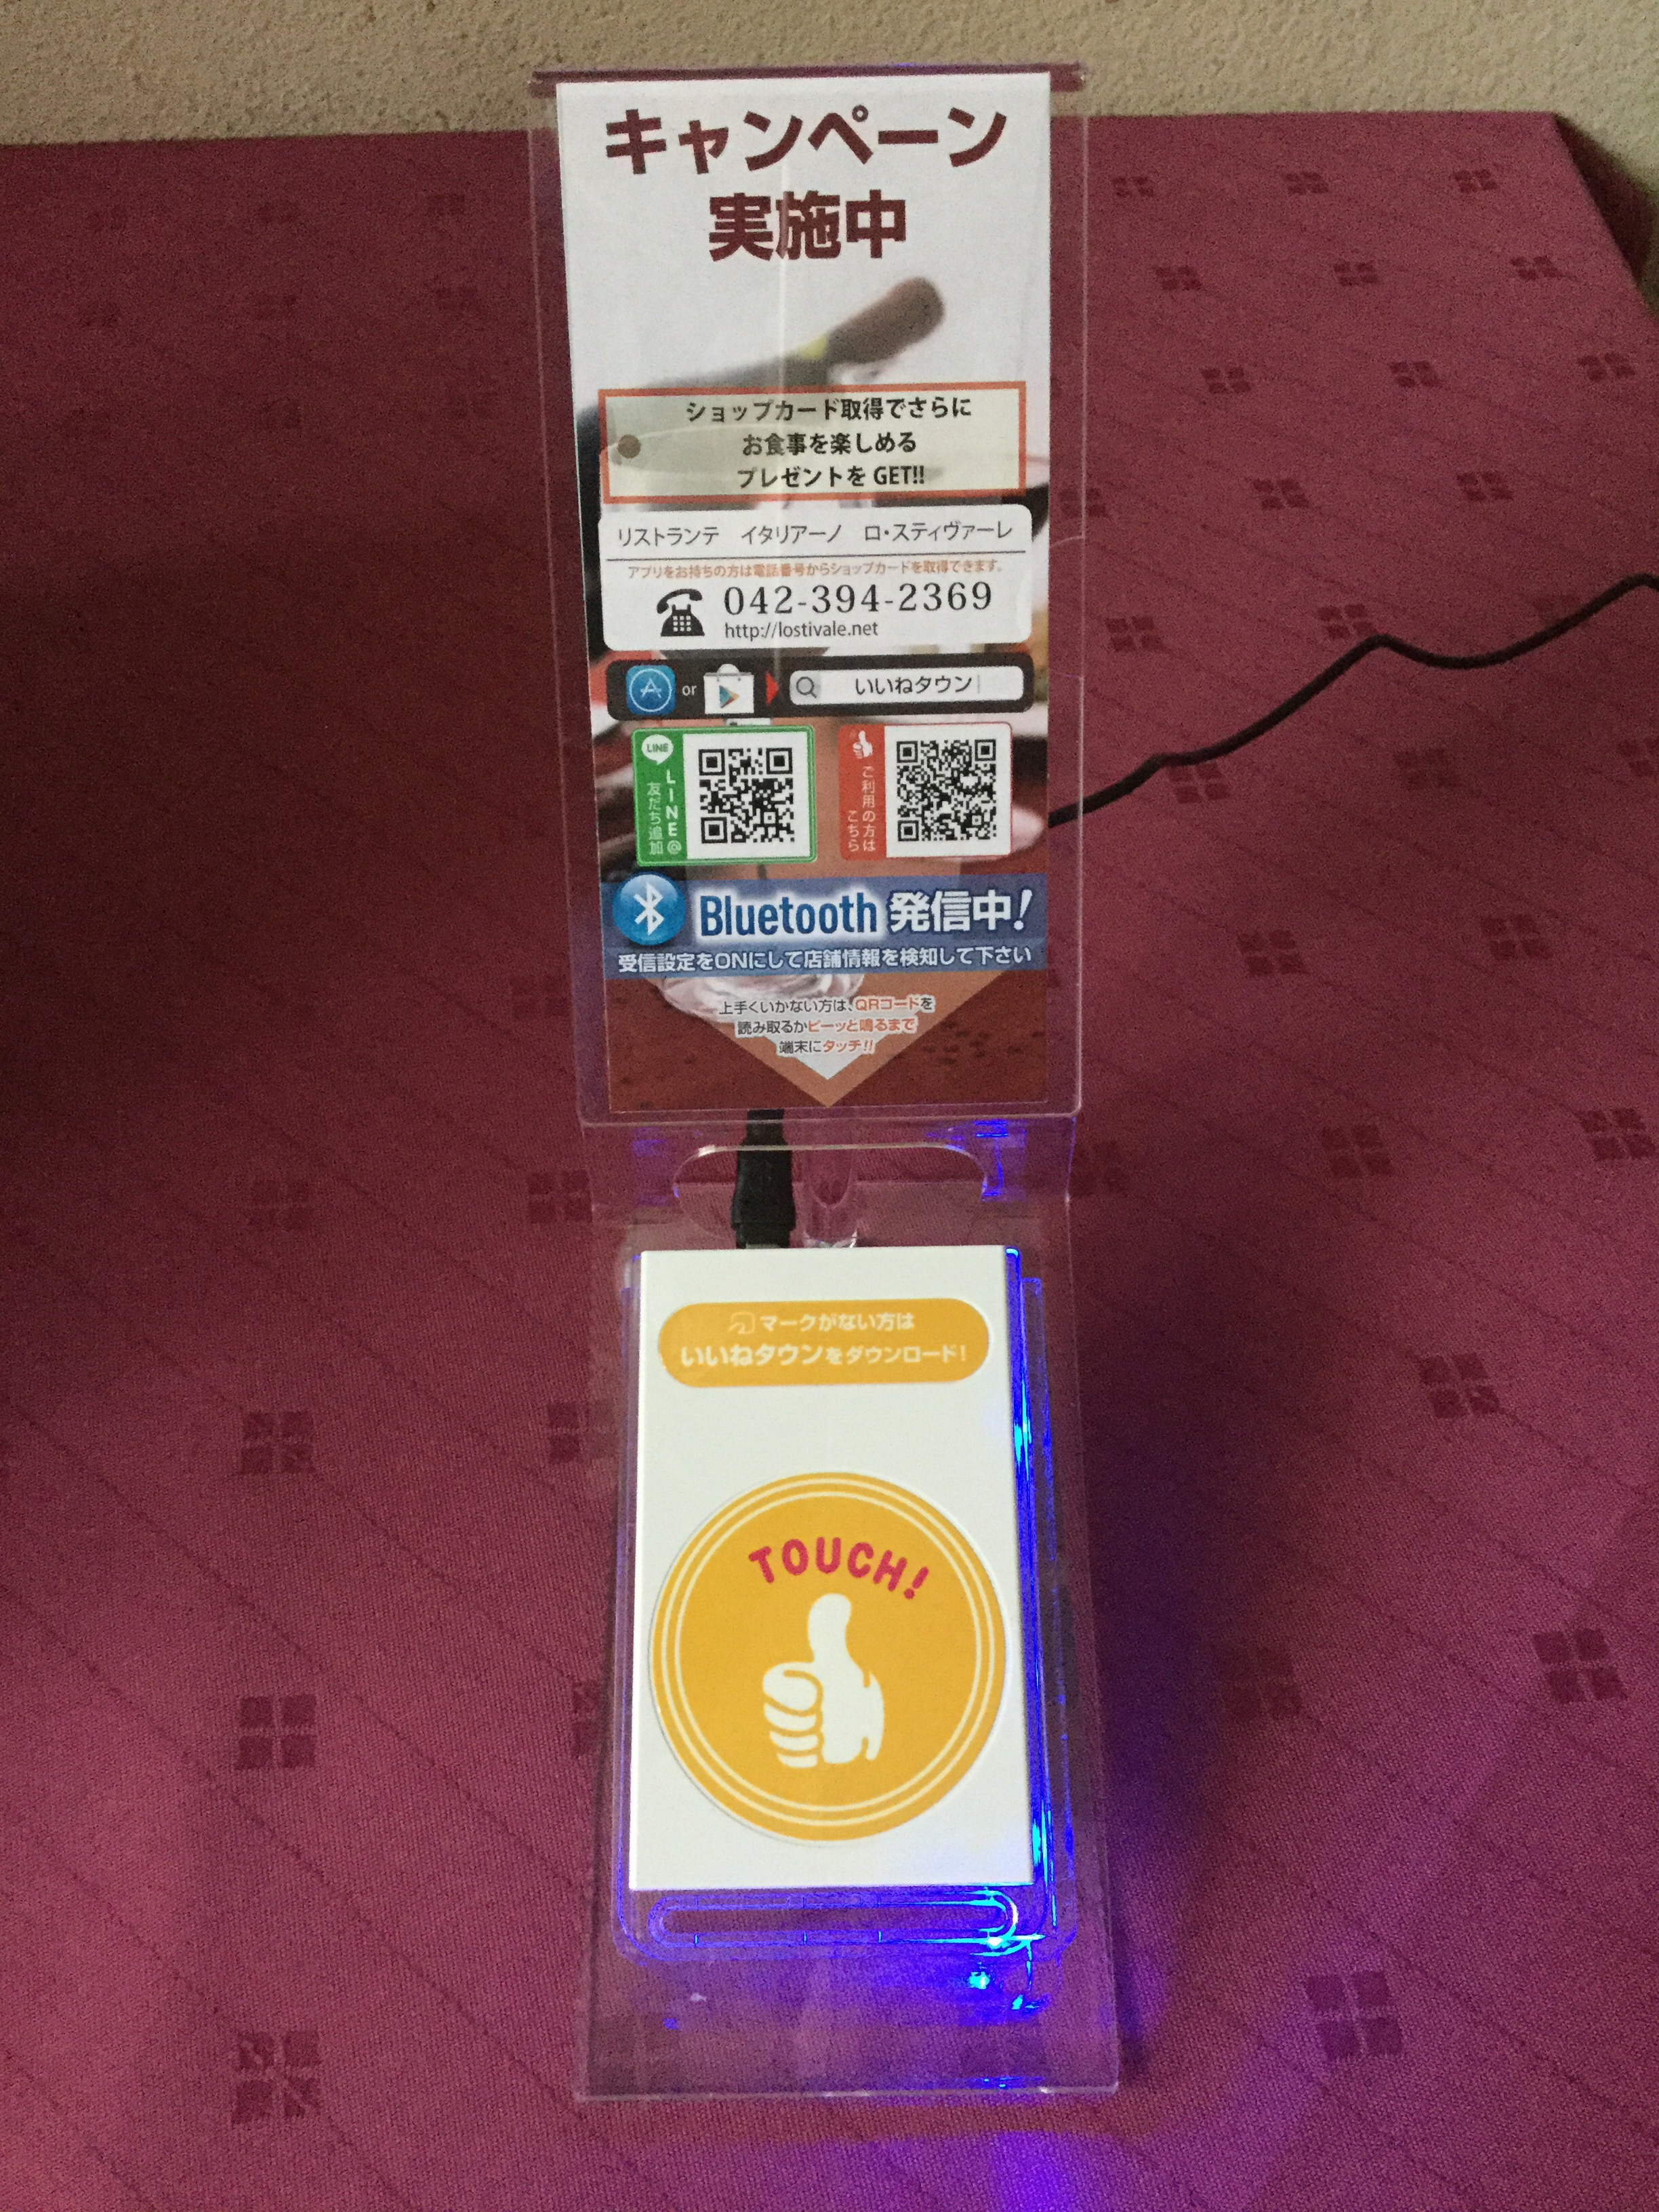 キャンペーン
実施中
ショップカード取得でさらに
お食事を楽しめる
プレゼントを GET!!
リストランテ　イタリアーノ　ロ・スティヴァーレ
アプリをお持ちの方は電話番号からショップカードを取得できます。
042-394-2369
http://lostivale.net
or いいねタウン
LINE
LINE@
友だち追加
ご利用の方は
こちら
Bluetooth 発信中!
受信設定をONにして店舗情報を検知して下さい
上手くいかない方は、QRコードを
読み取るかピーッと鳴るまで
端末にタッチ!!
マークがない方は
いいねタウンをダウンロード!
TOUCH!